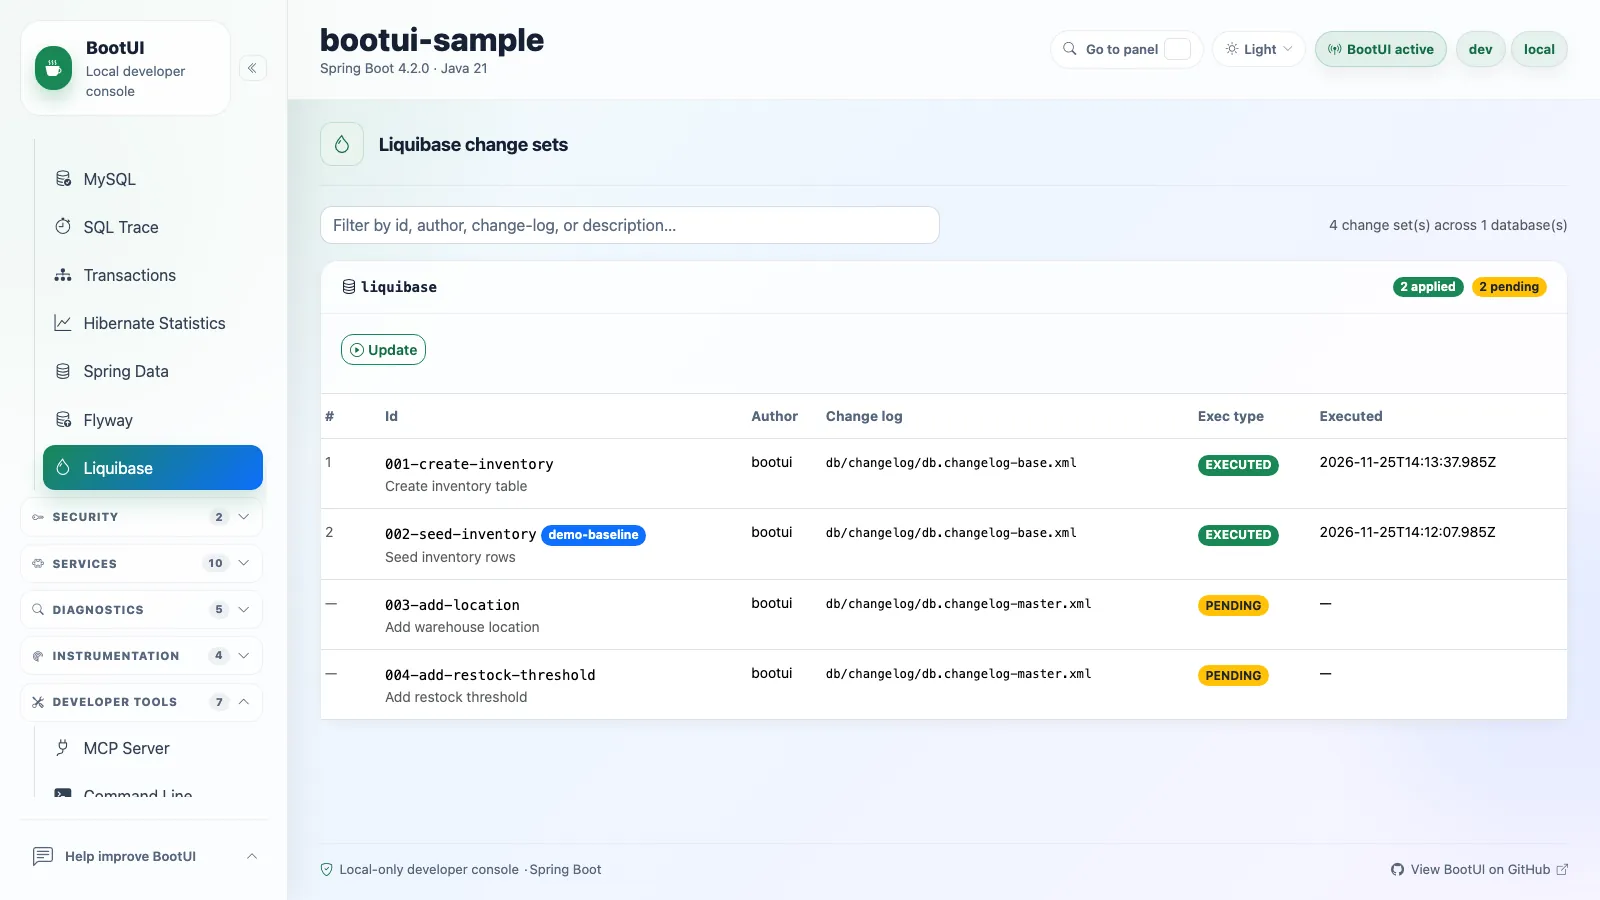 BootUI
Local developer
console
MySQL
SQL Trace
Transactions
Hibernate Statistics
Spring Data
Flyway
Liquibase
SECURITY 2
SERVICES 10
DIAGNOSTICS 5
INSTRUMENTATION 4
DEVELOPER TOOLS 7
MCP Server
Command Line
Help improve BootUI
bootui-sample
Spring Boot 4.2.0 · Java 21
Go to panel
Light
BootUI active
dev
local
Liquibase change sets
Filter by id, author, change-log, or description...
4 change set(s) across 1 database(s)
liquibase
2 applied
2 pending
Update
# Id Author Change log Exec type Executed
1 001-create-inventory bootui db/changelog/db.changelog-base.xml EXECUTED 2026-11-25T14:13:37.985Z
Create inventory table
2 002-seed-inventory demo-baseline bootui db/changelog/db.changelog-base.xml EXECUTED 2026-11-25T14:12:07.985Z
Seed inventory rows
— 003-add-location bootui db/changelog/db.changelog-master.xml PENDING —
Add warehouse location
— 004-add-restock-threshold bootui db/changelog/db.changelog-master.xml PENDING —
Add restock threshold
Local-only developer console · Spring Boot
View BootUI on GitHub